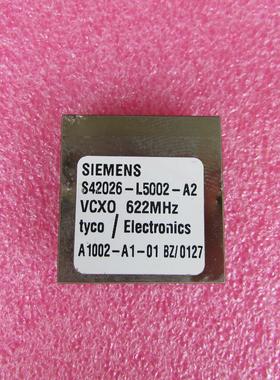 SIEMENS
S42026-L5002-A2
VCXO 622MHz
tyco / Electronics
A1002-A1-01 BZ/0127